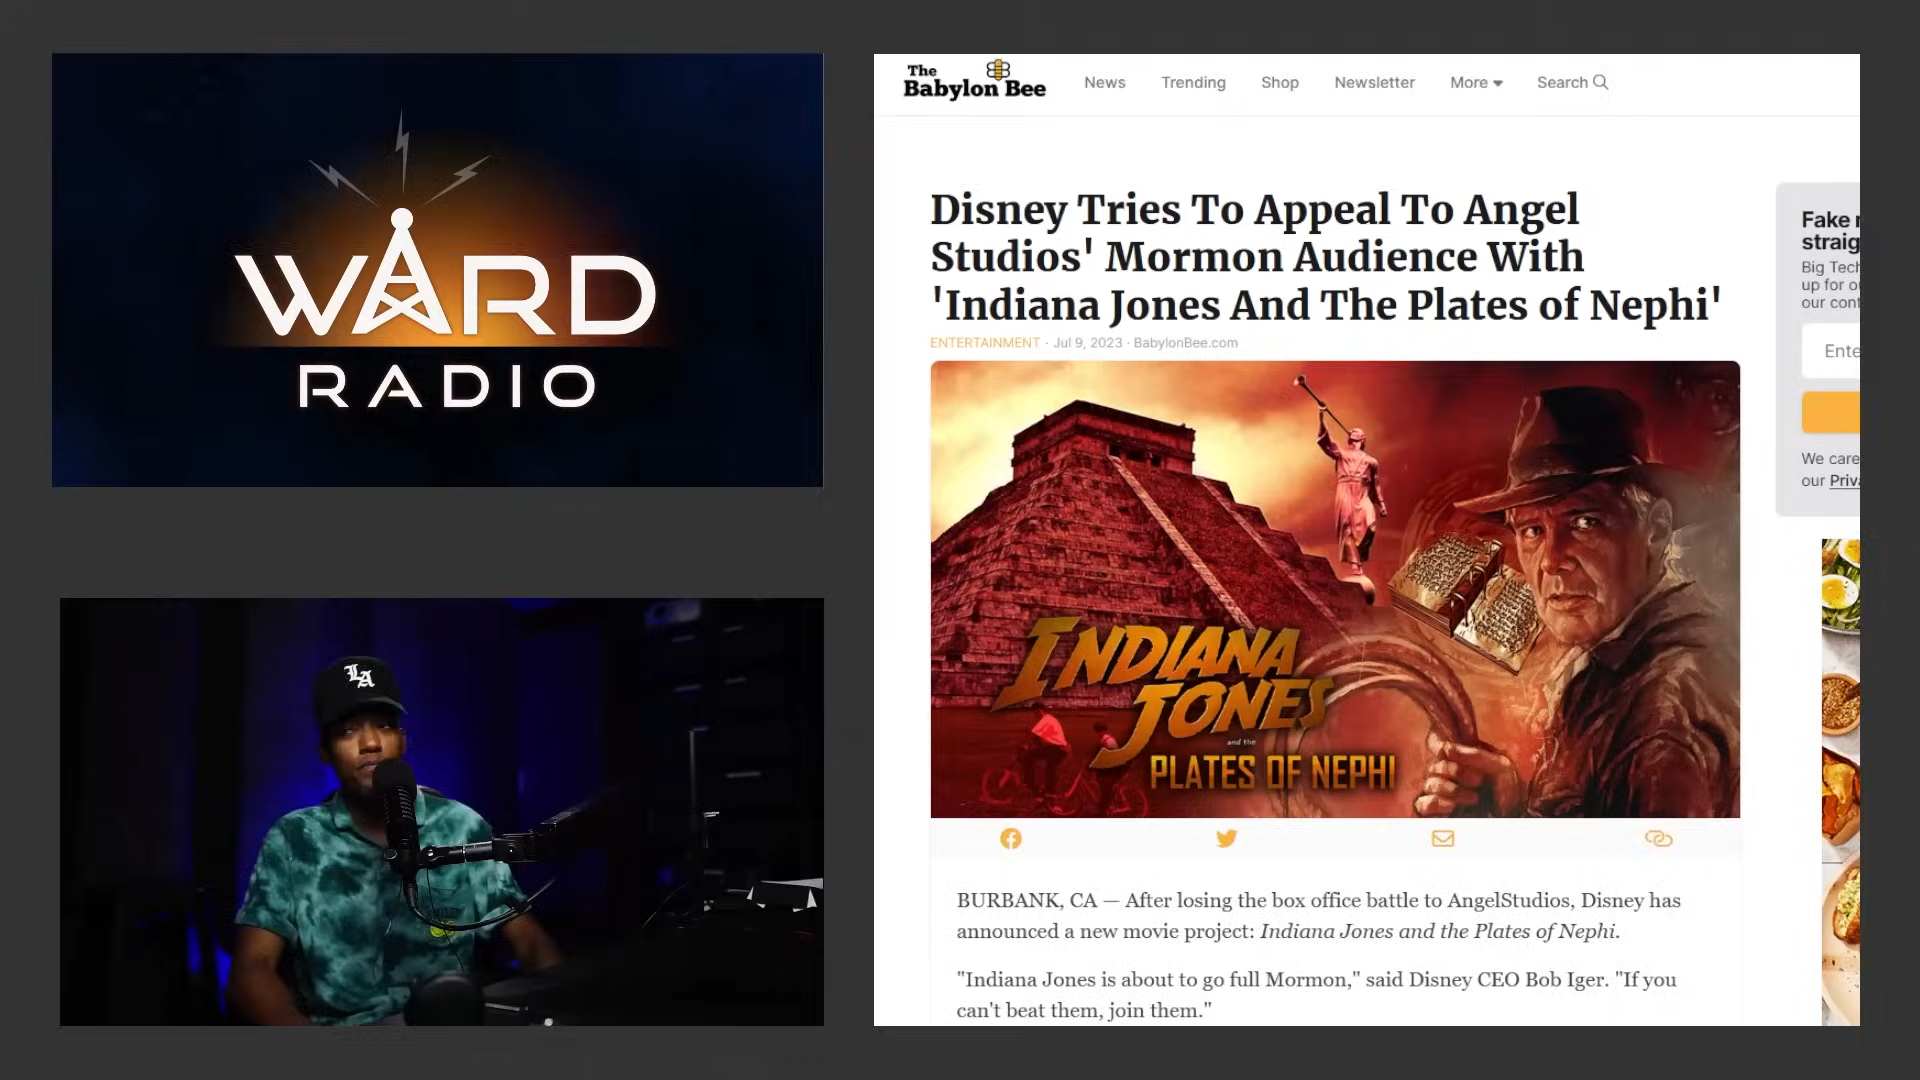 WARD
RADIO
LA
The
Babylon Bee
News
Trending
Shop
Newsletter
More
Search
Disney Tries To Appeal To Angel
Studios' Mormon Audience With
'Indiana Jones And The Plates of Nephi'
ENTERTAINMENT · Jul 9, 2023 · BabylonBee.com
INDIANA
JONES
and the
PLATES OF NEPHI
BURBANK, CA — After losing the box office battle to AngelStudios, Disney has
announced a new movie project: Indiana Jones and the Plates of Nephi.
"Indiana Jones is about to go full Mormon," said Disney CEO Bob Iger. "If you
can't beat them, join them."
Fake
Big Tech
We care
our